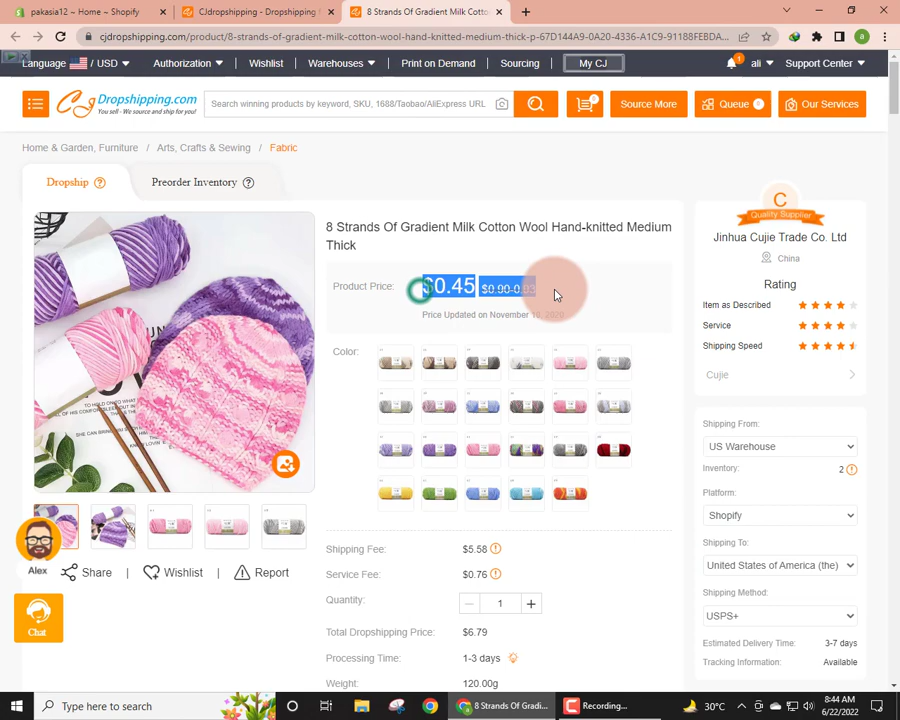 pakasia12 ~ Home ~ Shopify
CJdropshipping - Dropshipping f
8 Strands Of Gradient Milk Cotto
cjdropshipping.com/product/8-strands-of-gradient-milk-cotton-wool-hand-knitted-medium-thick-p-67D144A9-0A20-4336-A1C9-91188FEBDA...
Language / USD Authorization Wishlist Warehouses Print on Demand Sourcing My CJ 1 ali Support Center
Dropshipping.com
You sell - We source and ship for you!
Search winning products by keyword, SKU, 1688/Taobao/AliExpress URL
0
Source More
Queue 0
Our Services
Home & Garden, Furniture / Arts, Crafts & Sewing / Fabric
Dropship ?
Preorder Inventory ?
8 Strands Of Gradient Milk Cotton Wool Hand-knitted Medium
Thick
Product Price: $0.45
Price Updated on November 10, 2020
Color:
Shipping Fee: $5.58
Service Fee: $0.76
Quantity: 1
Total Dropshipping Price: $6.79
Processing Time: 1-3 days
Weight: 120.00g
Alex
Share | Wishlist | Report
Chat
C
Quality Supplier
Jinhua Cujie Trade Co. Ltd
China
Rating
Item as Described
Service
Shipping Speed
Cujie
Shipping From:
US Warehouse
Inventory: 2
Platform:
Shopify
Shipping To:
United States of America (the)
Shipping Method:
USPS+
Estimated Delivery Time: 3-7 days
Tracking Information: Available
Type here to search
8 Strands Of Gradi...
Recording...
30°C
8:44 AM
6/22/2022